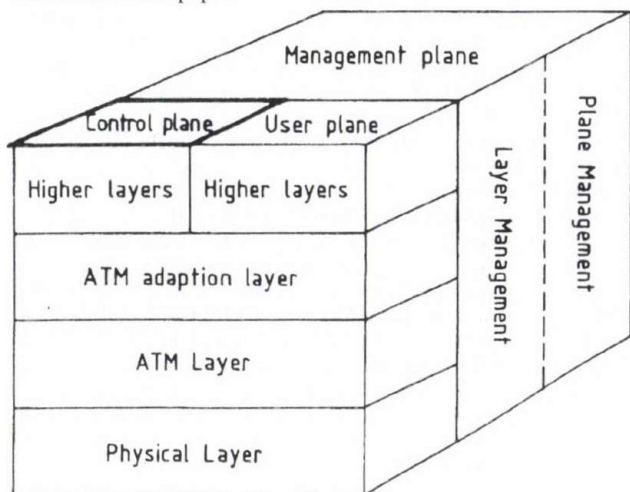 Management plane
Control plane
User plane
Higher layers
Higher layers
ATM adaption layer
ATM Layer
Physical Layer
Layer Management
Plane Management